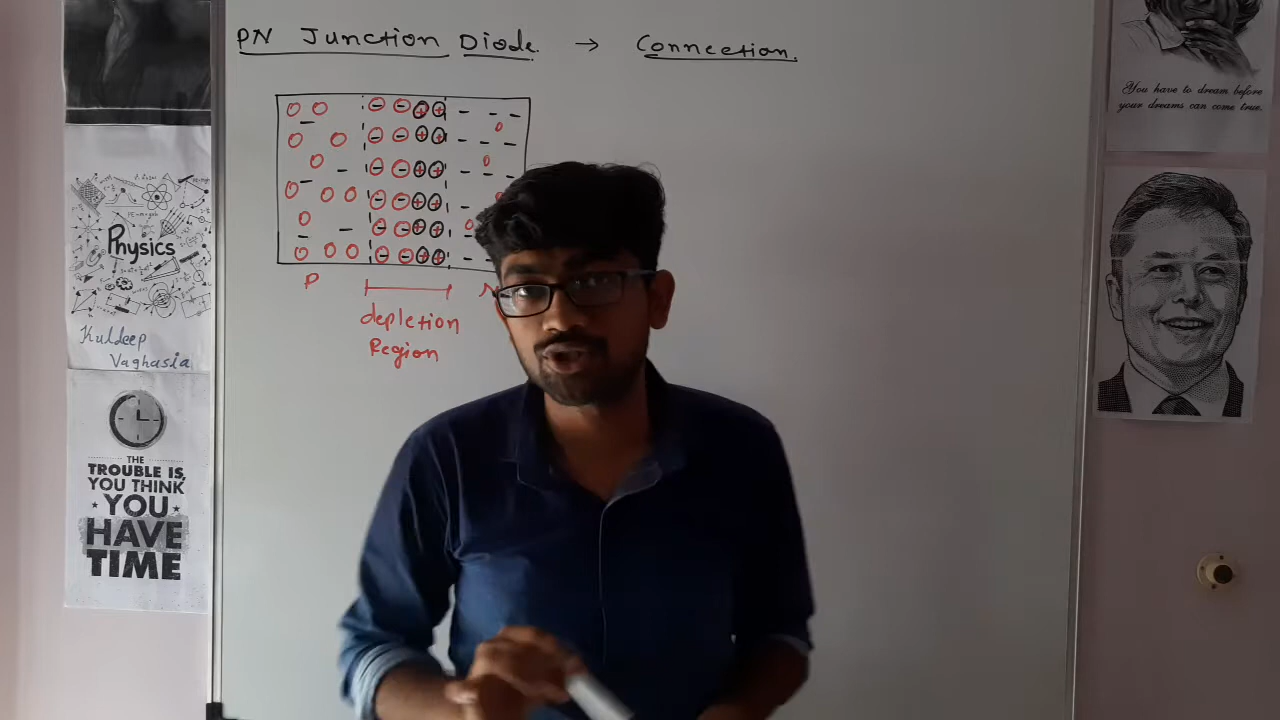 PN Junction Diode. → Connection.
P
N
depletion
Region
Physics
Kuldeep
Vaghasia
THE
TROUBLE IS,
YOU THINK
YOU
HAVE
TIME
You have to dream before
your dreams can come true.